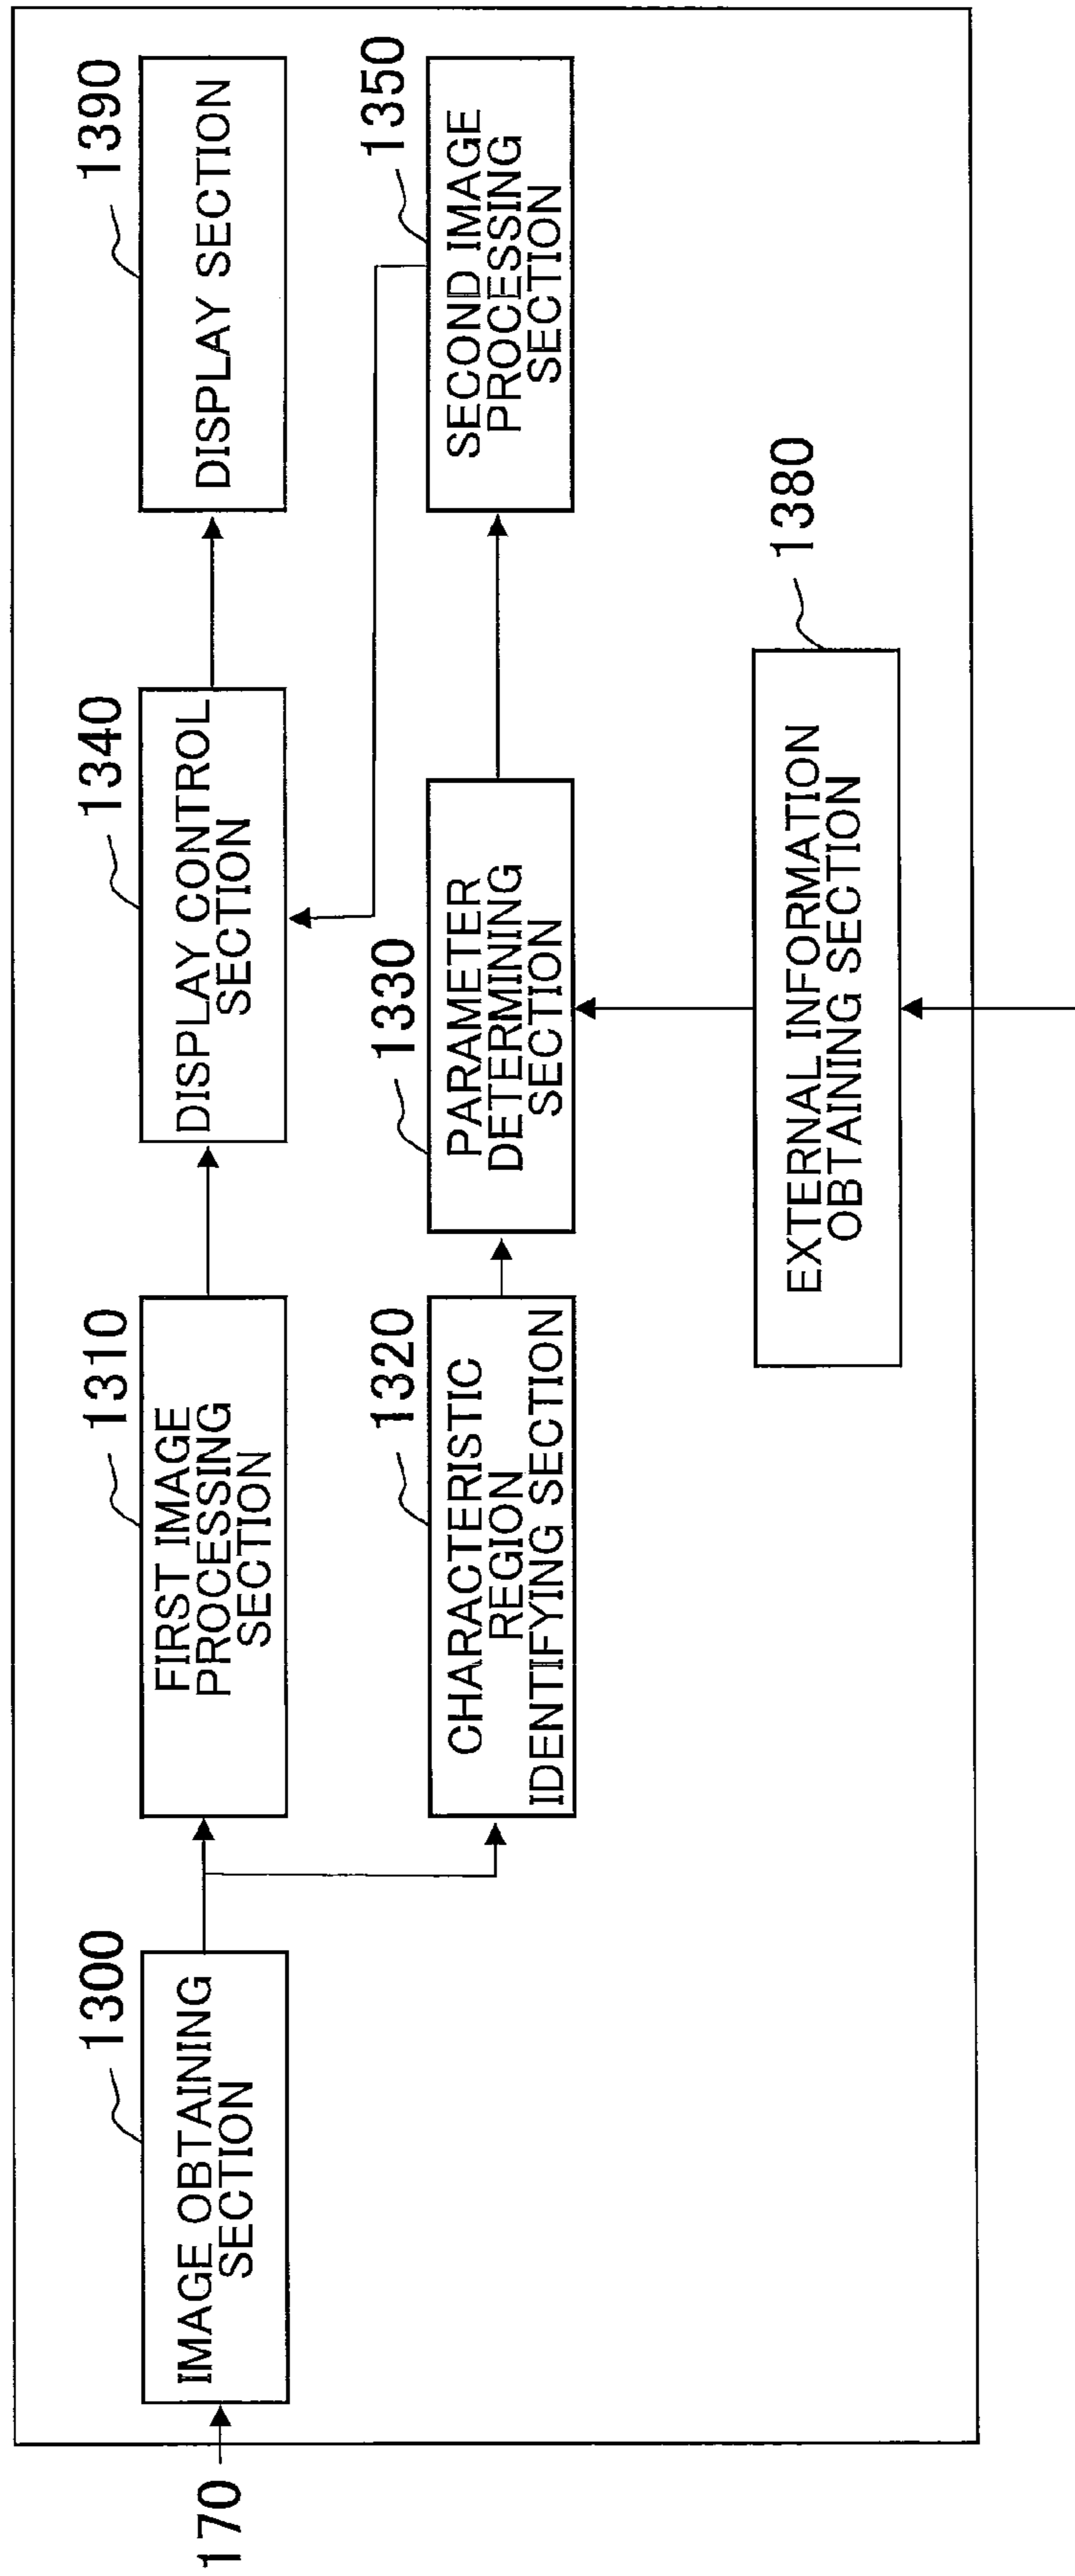 170
1300
IMAGE OBTAINING
SECTION
1310
FIRST IMAGE
PROCESSING
SECTION
1340
DISPLAY CONTROL
SECTION
1390
DISPLAY SECTION
1320
CHARACTERISTIC
REGION
IDENTIFYING SECTION
1330
PARAMETER
DETERMINING
SECTION
1350
SECOND IMAGE
PROCESSING
SECTION
1380
EXTERNAL INFORMATION
OBTAINING SECTION